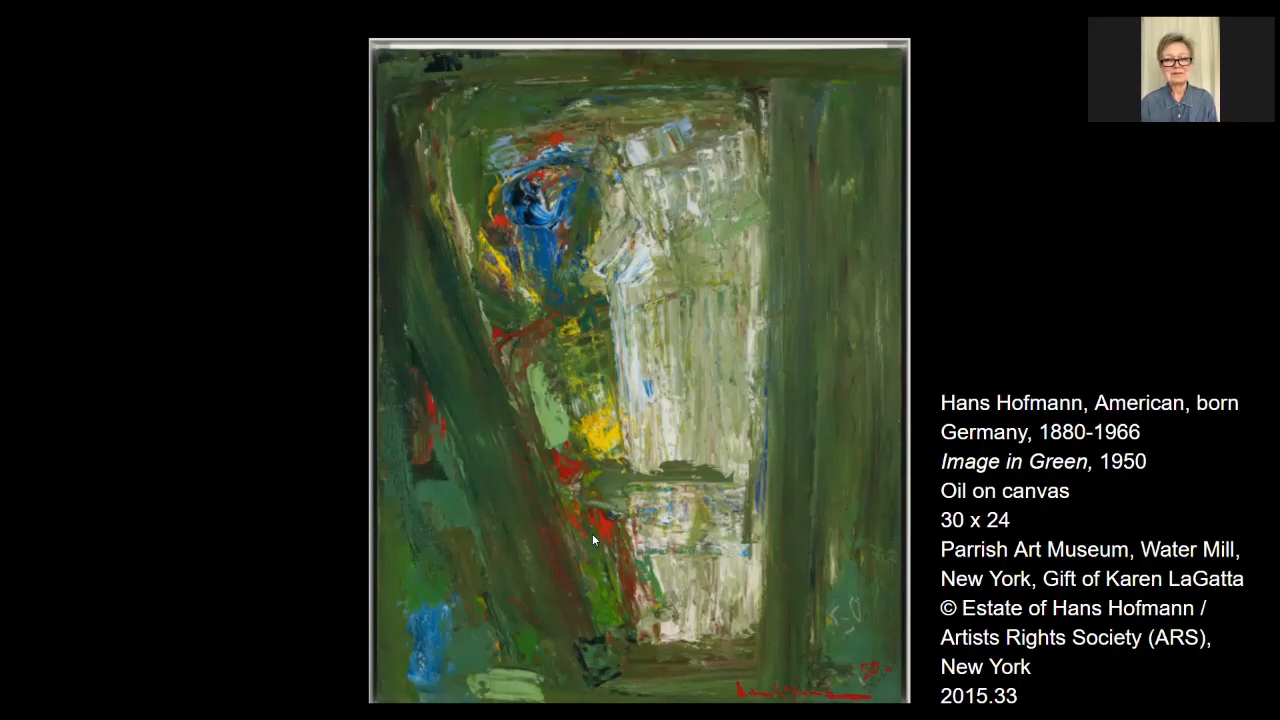 Hans Hofmann, American, born
Germany, 1880-1966
Image in Green, 1950
Oil on canvas
30 x 24
Parrish Art Museum, Water Mill,
New York, Gift of Karen LaGatta
© Estate of Hans Hofmann /
Artists Rights Society (ARS),
New York
2015.33